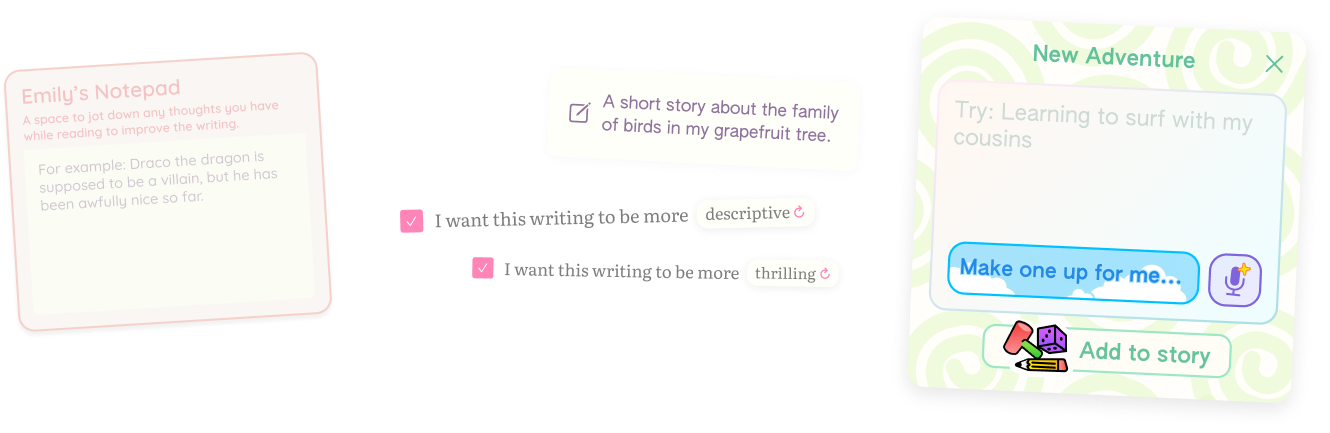 Emily's Notepad
A space to jot down any thoughts you have
while reading to improve the writing.
For example: Draco the dragon is
supposed to be a villain, but he has
been awfully nice so far.
A short story about the family
of birds in my grapefruit tree.
I want this writing to be more descriptive
I want this writing to be more thrilling
New Adventure
Try: Learning to surf with my
cousins
Make one up for me...
Add to story